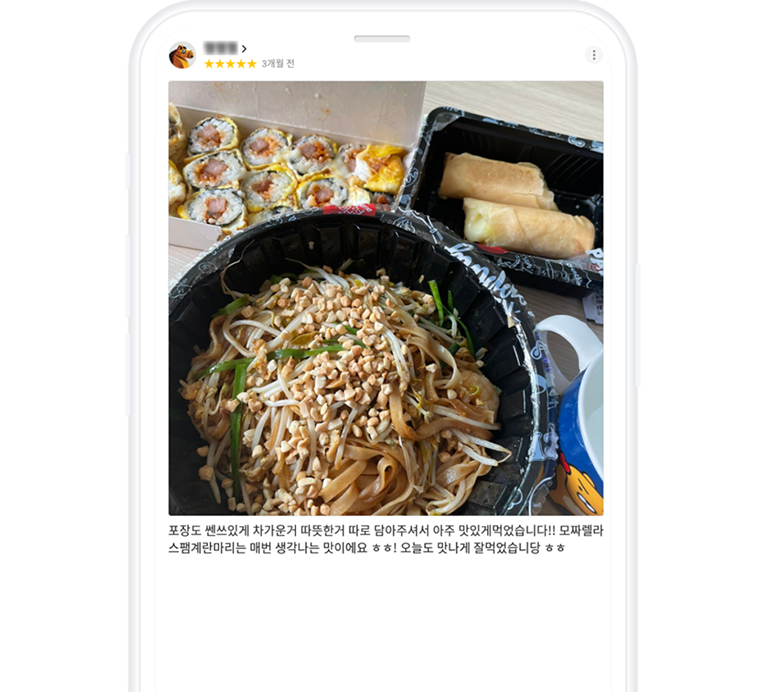 3개월 전
포장도 쎈쓰있게 차가운거 따뜻한거 따로 담아주셔서 아주 맛있게먹었습니다!! 모짜렐라
스팸계란마리는 매번 생각나는 맛이에요 ㅎㅎ! 오늘도 맛나게 잘먹었습니당 ㅎㅎ